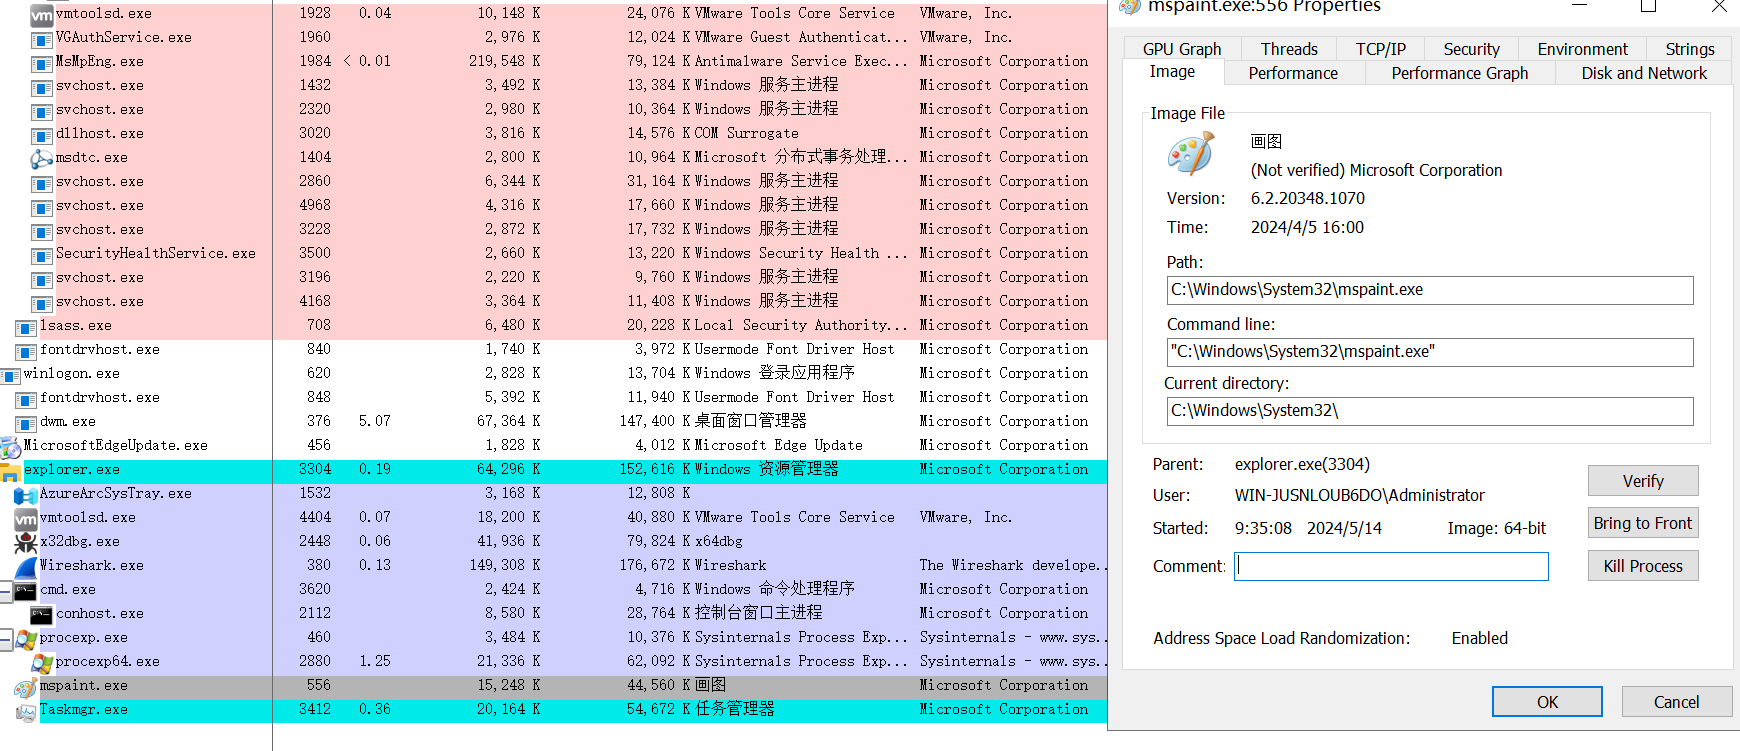 vmtoolsd.exe 1928 0.04 10,148 K 24,076 K VMware Tools Core Service VMware, Inc.
VGAuthService.exe 1960 2,976 K 12,024 K VMware Guest Authenticat... VMware, Inc.
MsMpEng.exe 1984 < 0.01 219,548 K 79,124 K Antimalware Service Exec... Microsoft Corporation
svchost.exe 1432 3,492 K 13,384 K Windows 服务主进程 Microsoft Corporation
svchost.exe 2320 2,980 K 10,364 K Windows 服务主进程 Microsoft Corporation
dllhost.exe 3020 3,816 K 14,576 K COM Surrogate Microsoft Corporation
msdtc.exe 1404 2,800 K 10,964 K Microsoft 分布式事务处理... Microsoft Corporation
svchost.exe 2860 6,344 K 31,164 K Windows 服务主进程 Microsoft Corporation
svchost.exe 4968 4,316 K 17,660 K Windows 服务主进程 Microsoft Corporation
svchost.exe 3228 2,872 K 17,732 K Windows 服务主进程 Microsoft Corporation
SecurityHealthService.exe 3500 2,660 K 13,220 K Windows Security Health ... Microsoft Corporation
svchost.exe 3196 2,220 K 9,760 K Windows 服务主进程 Microsoft Corporation
svchost.exe 4168 3,364 K 11,408 K Windows 服务主进程 Microsoft Corporation
lsass.exe 708 6,480 K 20,228 K Local Security Authority... Microsoft Corporation
fontdrvhost.exe 840 1,740 K 3,972 K Usermode Font Driver Host Microsoft Corporation
winlogon.exe 620 2,828 K 13,704 K Windows 登录应用程序 Microsoft Corporation
fontdrvhost.exe 848 5,392 K 11,940 K Usermode Font Driver Host Microsoft Corporation
dwm.exe 376 5.07 67,364 K 147,400 K 桌面窗口管理器 Microsoft Corporation
MicrosoftEdgeUpdate.exe 456 1,828 K 4,012 K Microsoft Edge Update Microsoft Corporation
explorer.exe 3304 0.19 64,296 K 152,616 K Windows 资源管理器 Microsoft Corporation
AzureArcSysTray.exe 1532 3,168 K 12,808 K
vmtoolsd.exe 4404 0.07 18,200 K 40,880 K VMware Tools Core Service VMware, Inc.
x32dbg.exe 2448 0.06 41,936 K 79,824 K x64dbg
Wireshark.exe 380 0.13 149,308 K 176,672 K Wireshark The Wireshark develope..
cmd.exe 3620 2,424 K 4,716 K Windows 命令处理程序 Microsoft Corporation
conhost.exe 2112 8,580 K 28,764 K 控制台窗口主进程 Microsoft Corporation
procexp.exe 460 3,484 K 10,376 K Sysinternals Process Exp... Sysinternals - www.sys..
procexp64.exe 2880 1.25 21,336 K 62,092 K Sysinternals Process Exp... Sysinternals - www.sys..
mspaint.exe 556 15,248 K 44,560 K 画图 Microsoft Corporation
Taskmgr.exe 3412 0.36 20,164 K 54,672 K 任务管理器 Microsoft Corporation
mspaint.exe:556 Properties
GPU Graph Threads TCP/IP Security Environment Strings
Image Performance Performance Graph Disk and Network
Image File
画图
(Not verified) Microsoft Corporation
Version: 6.2.20348.1070
Time: 2024/4/5 16:00
Path:
C:\Windows\System32\mspaint.exe
Command line:
"C:\Windows\System32\mspaint.exe"
Current directory:
C:\Windows\System32\
Parent: explorer.exe(3304)
Verify
User: WIN-JUSNLOUB6DO\Administrator
Started: 9:35:08 2024/5/14 Image: 64-bit
Bring to Front
Comment:
Kill Process
Address Space Load Randomization: Enabled
OK Cancel